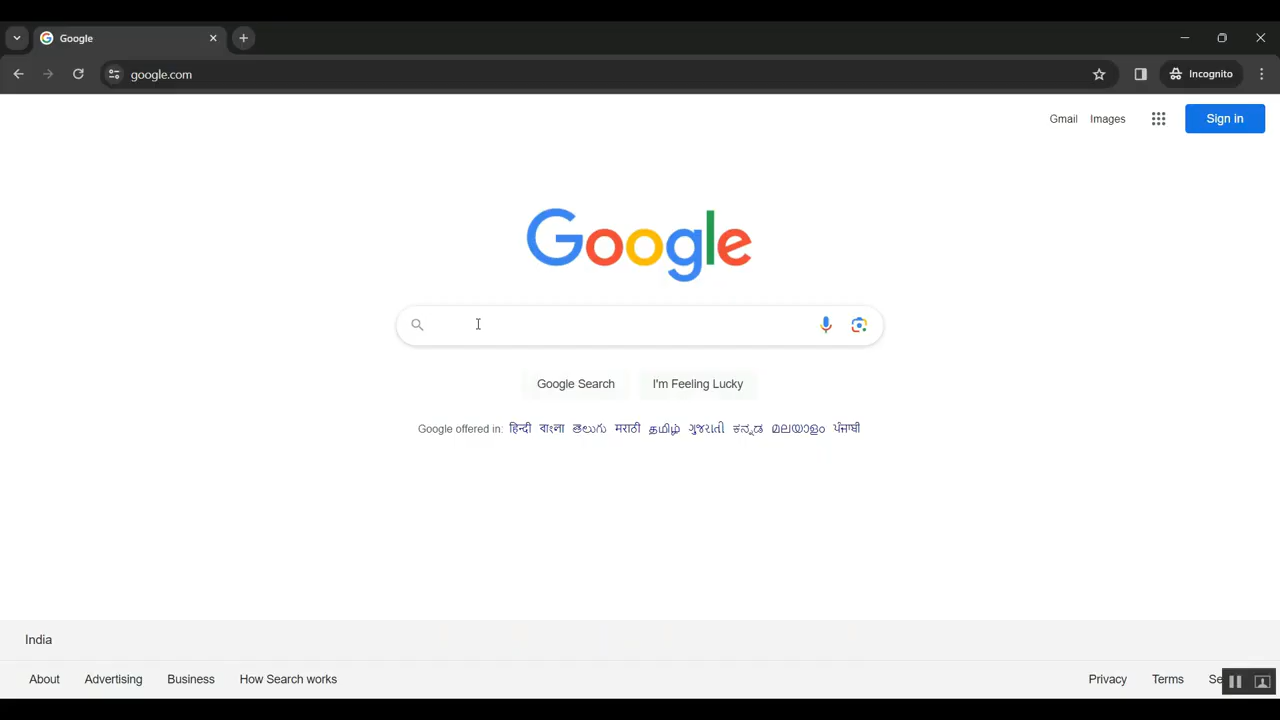 Google
google.com
Incognito
Gmail Images Sign in
Google
Google Search I'm Feeling Lucky
Google offered in: हिन्दी বাংলা తెలుగు मराठी தமிழ் ગુજરાતી ಕನ್ನಡ മലയാളം ਪੰਜਾਬੀ
India
About Advertising Business How Search works Privacy Terms